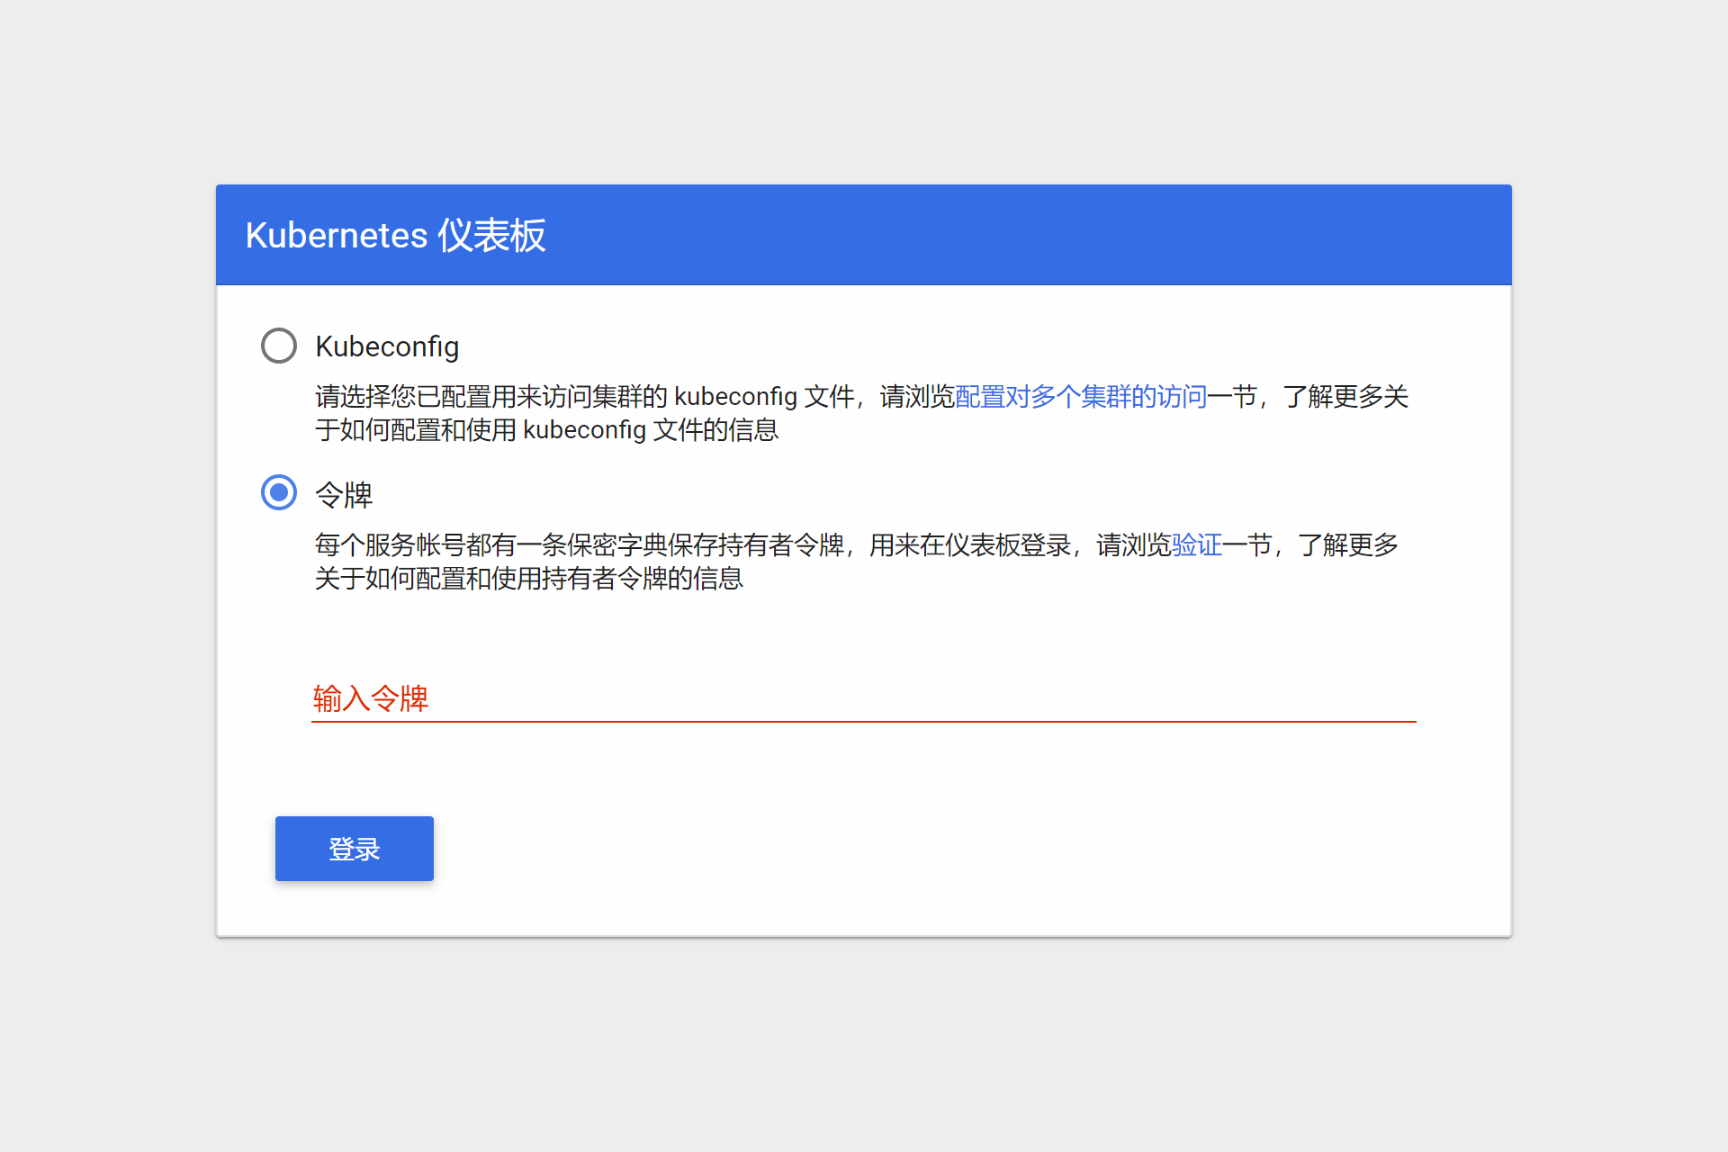 Kubernetes 仪表板
Kubeconfig
请选择您已配置用来访问集群的 kubeconfig 文件，请浏览配置对多个集群的访问一节，了解更多关
于如何配置和使用 kubeconfig 文件的信息
令牌
每个服务帐号都有一条保密字典保存持有者令牌，用来在仪表板登录，请浏览验证一节，了解更多
关于如何配置和使用持有者令牌的信息
输入令牌
登录